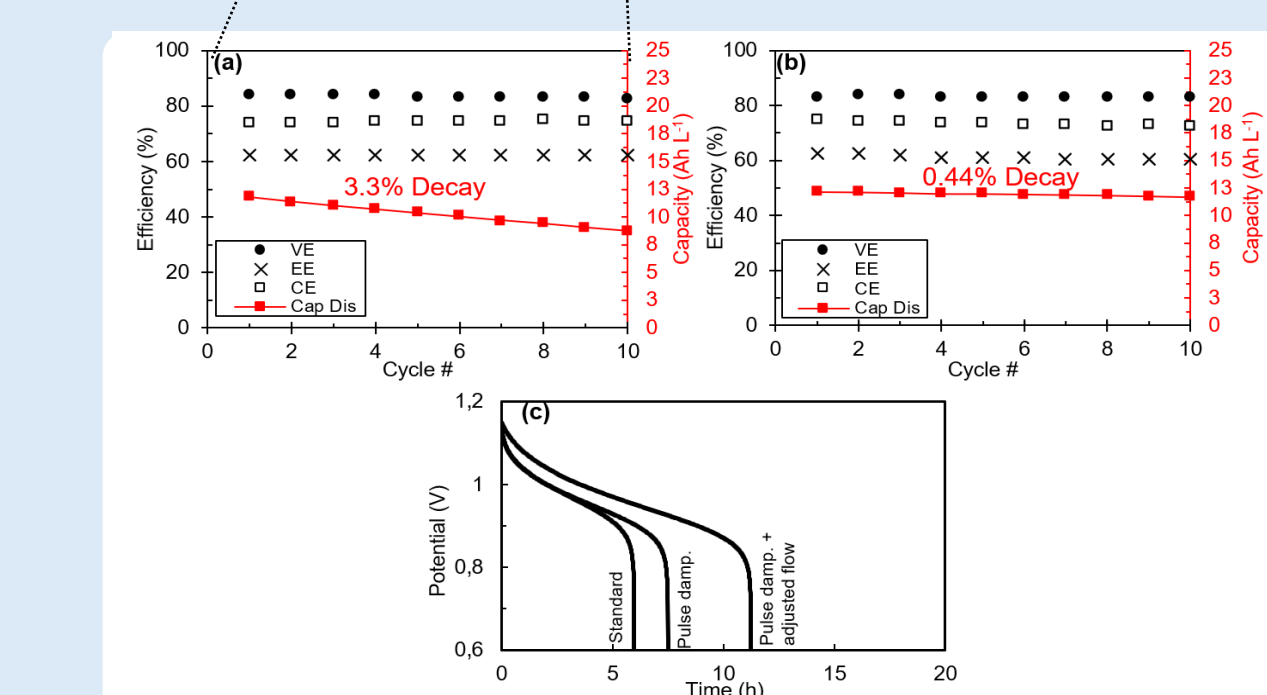 (a)
100
80
60
40
20
0
Efficiency (%)
3.3% Decay
VE
EE
CE
Cap Dis
25
23
20
18
15
13
10
8
5
3
0
Capacity (Ah L⁻¹)
0 2 4 6 8 10
Cycle #
(b)
100
80
60
40
20
0
Efficiency (%)
0.44% Decay
VE
EE
CE
Cap Dis
25
23
20
18
15
13
10
8
5
3
0
Capacity (Ah L⁻¹)
0 2 4 6 8 10
Cycle #
(c)
1,2
1
0,8
0,6
Potential (V)
Standard
Pulse damp.
Pulse damp. +
adjusted flow
0 5 10 15 20
Time (h)